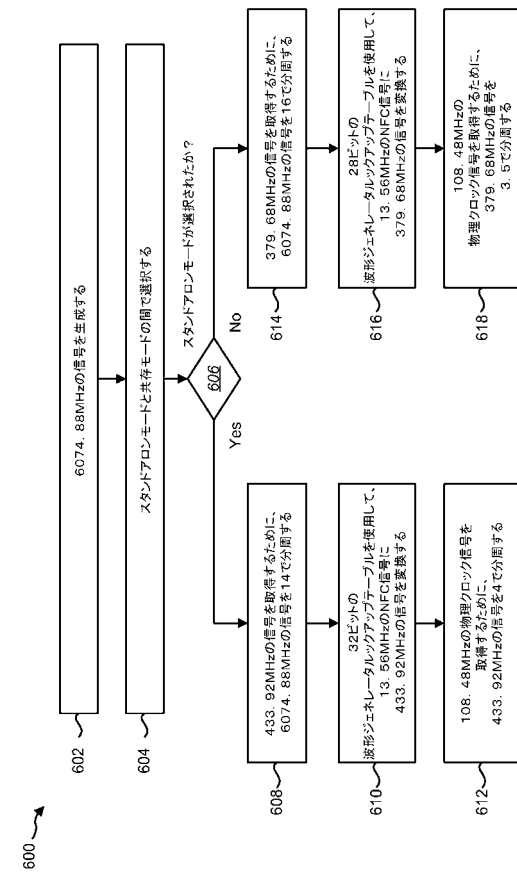 600
602
6074. 88MHzの信号を生成する
604
スタンドアロンモードと共存モードの間で選択する
スタンドアロンモードが選択されたか?
606
Yes
No
608
433. 92MHzの信号を取得するために、
6074. 88MHzの信号を14で分周する
610
32ビットの
波形ジェネレータルックアップテーブルを使用して、
13. 56MHzのNFC信号に
433. 92MHzの信号を変換する
612
108. 48MHzの物理クロック信号を
取得するために、
433. 92MHzの信号を4で分周する
614
379. 68MHzの信号を取得するために、
6074. 88MHzの信号を16で分周する
616
28ビットの
波形ジェネレータルックアップテーブルを使用して、
13. 56MHzのNFC信号に
379. 68MHzの信号を変換する
618
108. 48MHzの
物理クロック信号を取得するために、
379. 68MHzの信号を
3. 5で分周する